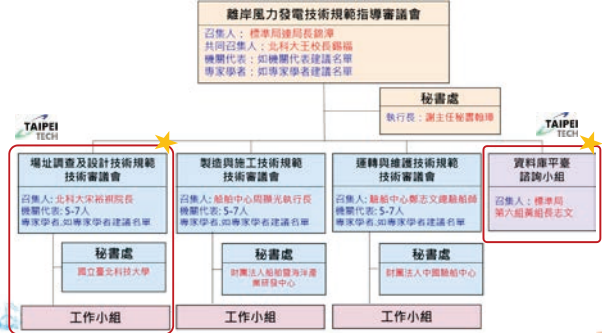 離岸風力發電技術規範指導審議會
召集人：標準局連局長錦漳
共同召集人：北科大王校長錫福
機關代表：如機關代表建議名單
專家學者：如專家學者建議名單
秘書處
執行長：謝主任秘書翰璋
TAIPEI
TECH
TAIPEI
TECH
場址調查及設計技術規範
技術審議會
召集人:北科大宋裕祺院長
機關代表: 5-7人
專家學者,如專家學者建議名單
製造與施工技術規範
技術審議會
召集人:船舶中心周顯光執行長
機關代表: 5-7人
專家學者,如專家學者建議名單
運轉與維護技術規範
技術審議會
召集人:驗船中心鄭志文總驗船師
機關代表: 5-7人
專家學者,如專家學者建議名單
資料庫平臺
諮詢小組
召集人：標準局
第六組黃組長志文
秘書處
國立臺北科技大學
秘書處
財團法人船舶暨海洋產
業研發中心
秘書處
財團法人中國驗船中心
工作小組
工作小組
工作小組